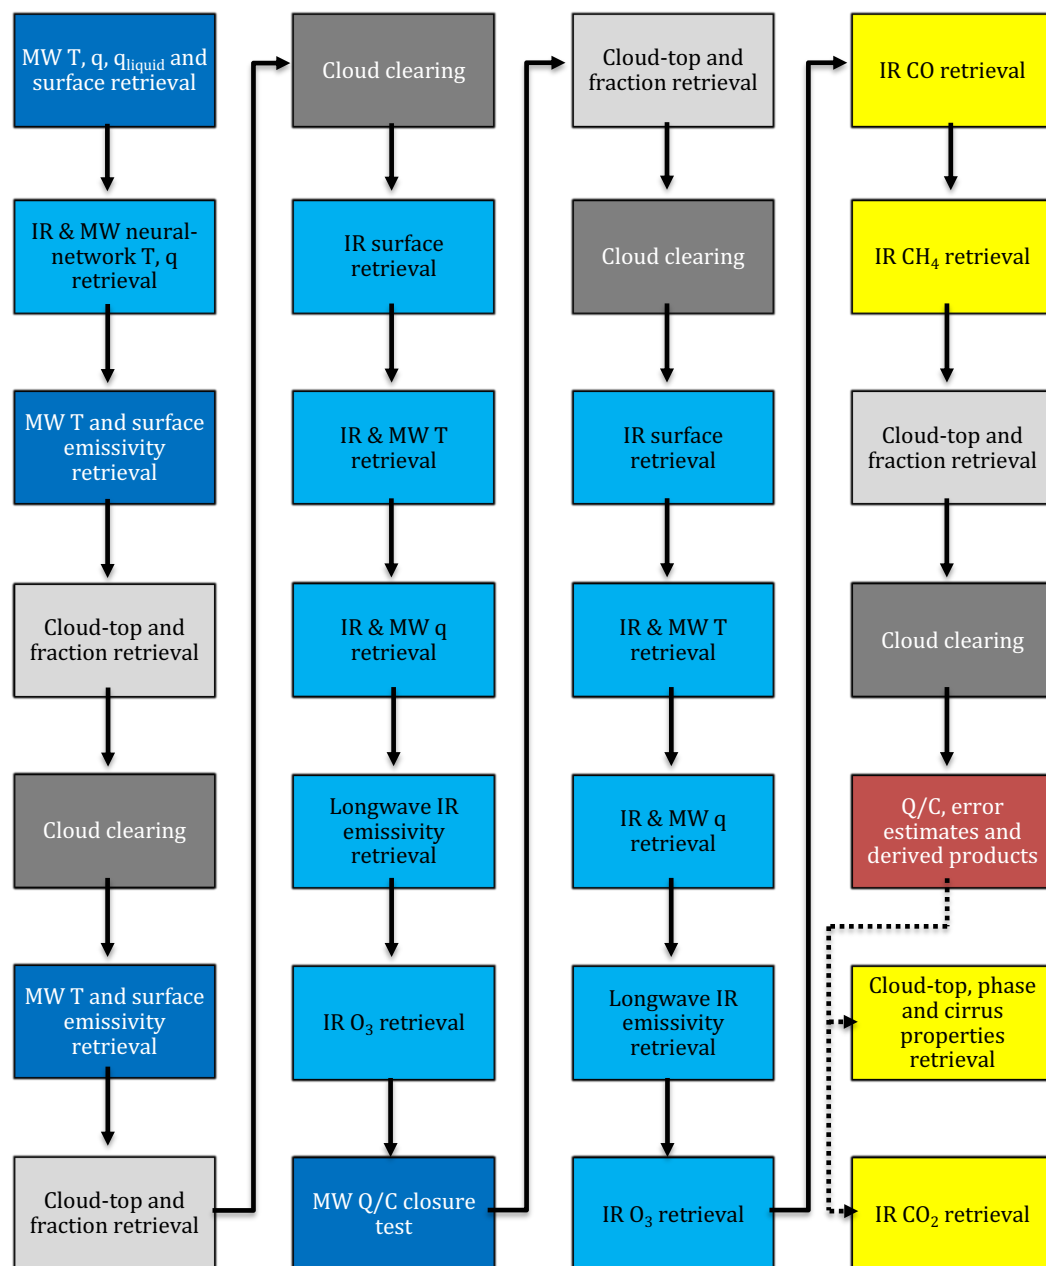 MW T, q, qliquid and
surface retrieval
IR & MW neural-
network T, q
retrieval
MW T and surface
emissivity
retrieval
Cloud-top and
fraction retrieval
Cloud clearing
MW T and surface
emissivity
retrieval
Cloud-top and
fraction retrieval
Cloud clearing
IR surface
retrieval
IR & MW T
retrieval
IR & MW q
retrieval
Longwave IR
emissivity
retrieval
IR O₃ retrieval
MW Q/C closure
test
Cloud-top and
fraction retrieval
Cloud clearing
IR surface
retrieval
IR & MW T
retrieval
IR & MW q
retrieval
Longwave IR
emissivity
retrieval
IR O₃ retrieval
IR CO retrieval
IR CH₄ retrieval
Cloud-top and
fraction retrieval
Cloud clearing
Q/C, error
estimates and
derived products
Cloud-top, phase
and cirrus
properties
retrieval
IR CO₂ retrieval